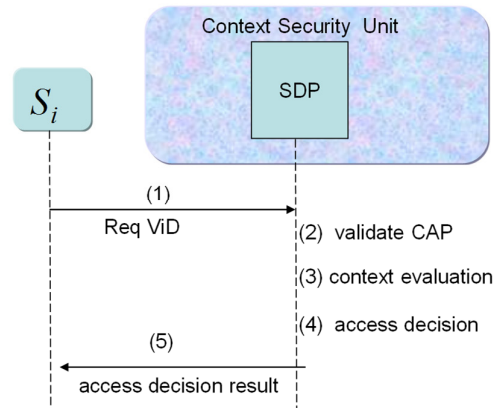 Context Security Unit
SDP
Si
(1)
Req ViD
(2) validate CAP
(3) context evaluation
(4) access decision
(5)
access decision result